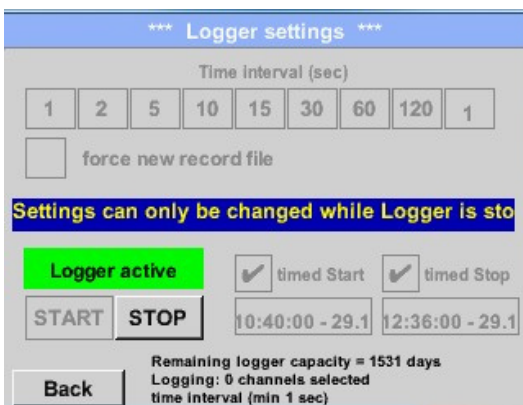 *** Logger settings ***
Time interval (sec)
1 2 5 10 15 30 60 120 1
force new record file
Settings can only be changed while Logger is sto
Logger active
timed Start
timed Stop
START STOP
10:40:00 - 29.1 12:36:00 - 29.1
Remaining logger capacity = 1531 days
Logging: 0 channels selected
time interval (min 1 sec)
Back